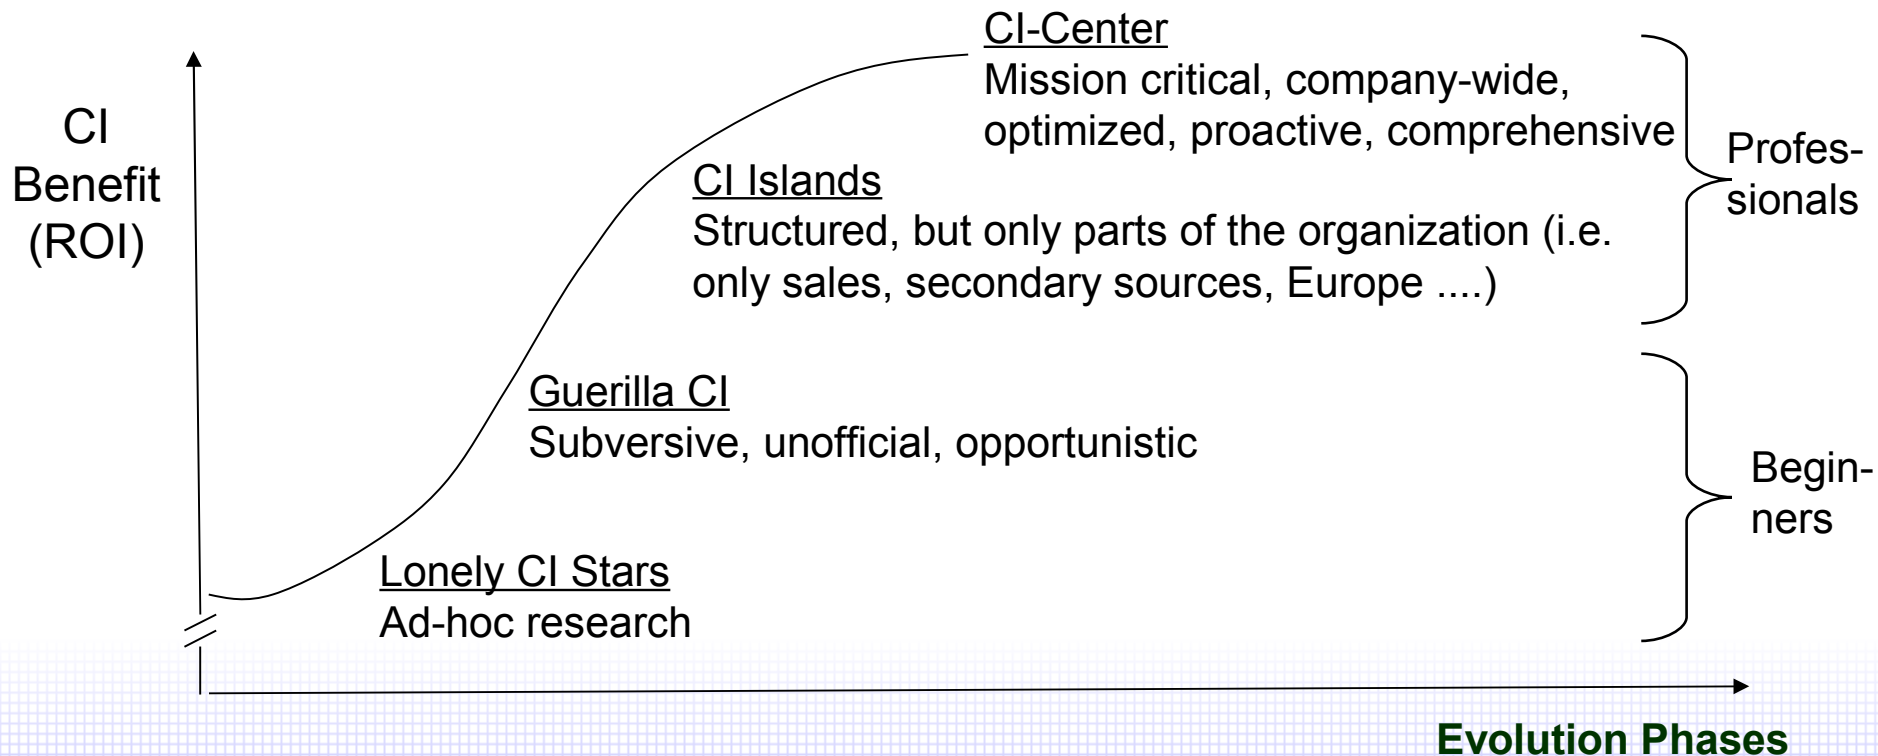 CI-Center
Mission critical, company-wide,
optimized, proactive, comprehensive
CI
Benefit
(ROI)
Profes-
sionals
CI Islands
Structured, but only parts of the organization (i.e.
only sales, secondary sources, Europe ....)
Guerilla CI
Subversive, unofficial, opportunistic
Begin-
ners
Lonely CI Stars
Ad-hoc research
Evolution Phases